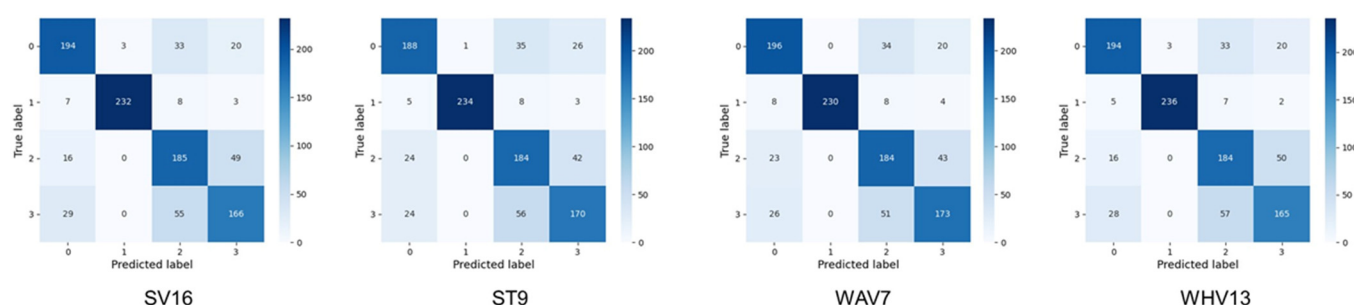 0 194 3 33 20
1 7 232 8 3
2 16 0 185 49
3 29 0 55 166
0 1 2 3
True label
Predicted label
200
150
100
50
0
SV16
0 188 1 35 26
1 5 234 8 3
2 24 0 184 42
3 24 0 56 170
0 1 2 3
True label
Predicted label
200
150
100
50
0
ST9
0 196 0 34 20
1 8 230 8 4
2 23 0 184 43
3 26 0 51 173
0 1 2 3
True label
Predicted label
200
150
100
50
0
WAV7
0 194 3 33 20
1 5 236 7 2
2 16 0 184 50
3 28 0 57 165
0 1 2 3
True label
Predicted label
200
150
100
50
0
WHV13